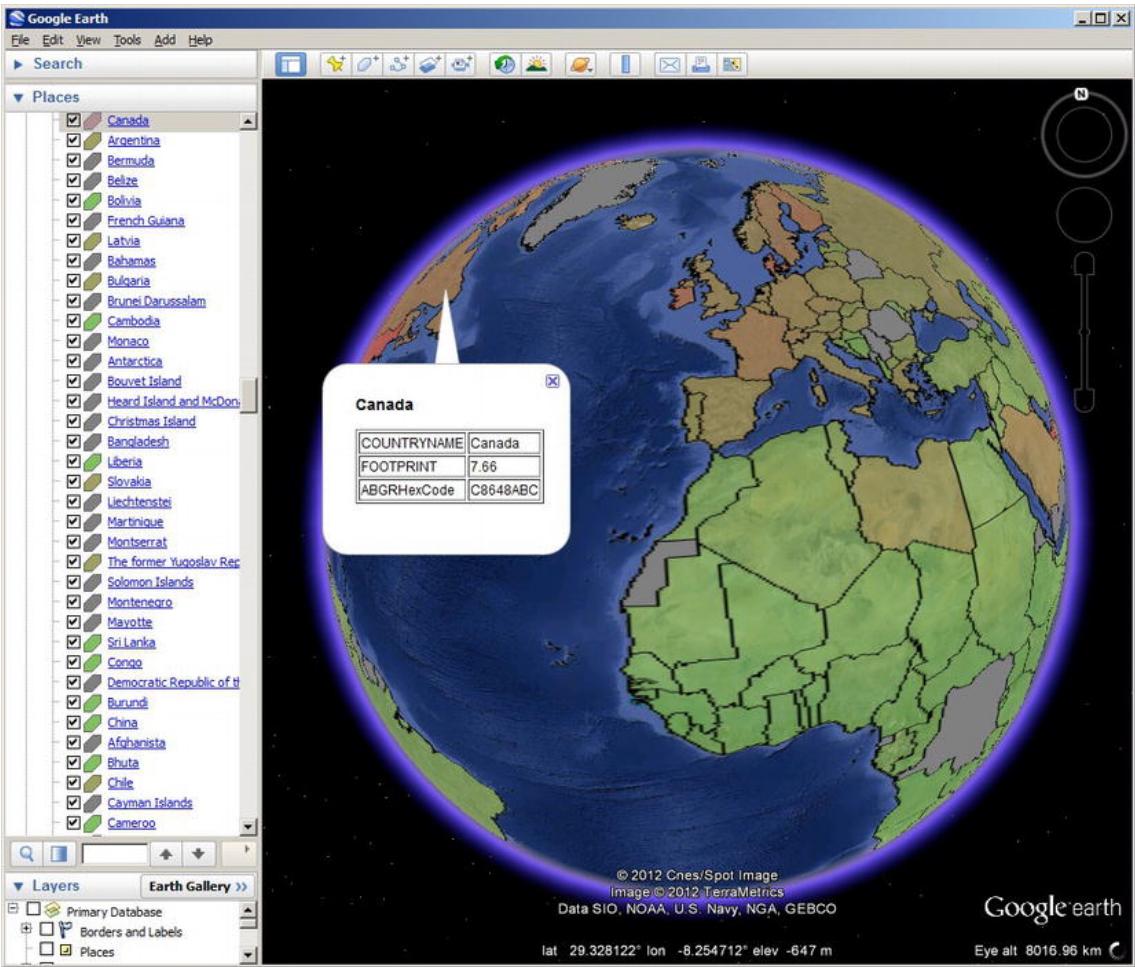 Google Earth
File Edit View Tools Add Help
Search
Places
Canada
Argentina
Bermuda
Belize
Bolivia
French Guiana
Latvia
Bahamas
Bulgaria
Brunei Darussalam
Cambodia
Monaco
Antarctica
Bouvet Island
Heard Island and McDon
Christmas Island
Bangladesh
Liberia
Slovakia
Liechtenstei
Martinique
Montserrat
The former Yugoslav Rep
Solomon Islands
Montenegro
Mayotte
Sri Lanka
Congo
Democratic Republic of th
Burundi
China
Afghanista
Bhuta
Chile
Cayman Islands
Cameroo
Layers Earth Gallery >>
Primary Database
Borders and Labels
Places
N
Canada
COUNTRYNAME Canada
FOOTPRINT 7.66
ABGRHexCode C8648ABC
© 2012 Cnes/Spot Image
Image © 2012 TerraMetrics
Data SIO, NOAA, U.S. Navy, NGA, GEBCO
Google earth
lat 29.328122° lon -8.254712° elev -647 m
Eye alt 8016.96 km